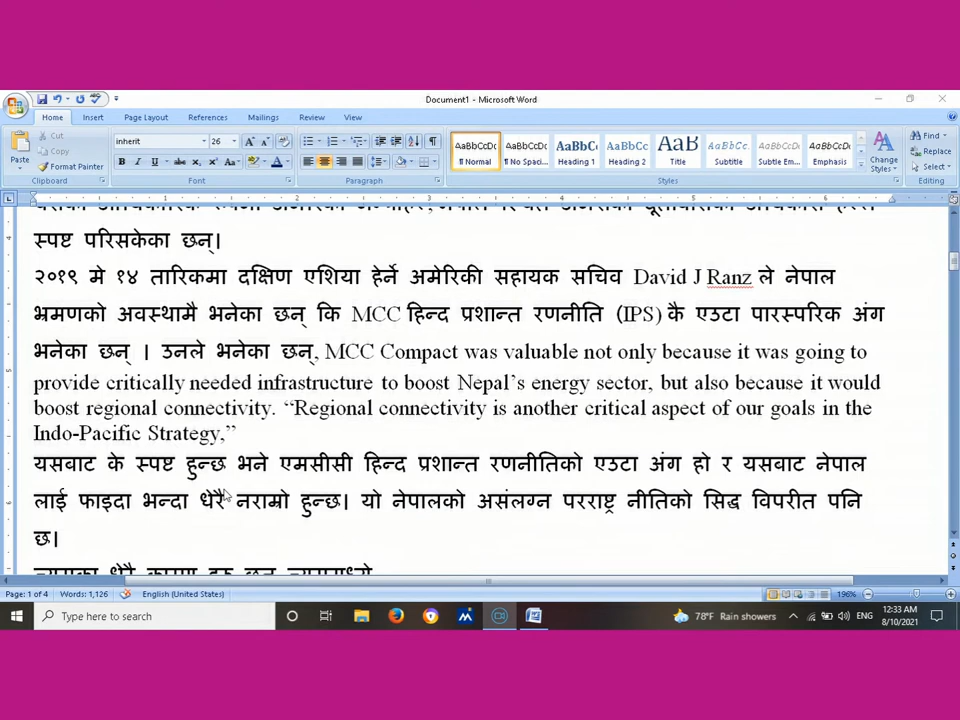 Document1 - Microsoft Word
Home Insert Page Layout References Mailings Review View
Paste
Cut
Copy
Format Painter
Clipboard
inherit 26
Font
Paragraph
AaBbCcDc AaBbCcDc AaBbC AaBbC AaB AaBbCc. AaBbCcDc AaBbCcDc
¶ Normal ¶ No Spaci... Heading 1 Heading 2 Title Subtitle Subtle Em... Emphasis
Styles
Change Styles
Find
Replace
Select
Editing
स्पष्ट परिसकेका छन्।
२०१९ मे १४ तारिकमा दक्षिण एशिया हेर्ने अमेरिकी सहायक सचिव David J Ranz ले नेपाल
भ्रमणको अवस्थामै भनेका छन् कि MCC हिन्द प्रशान्त रणनीति (IPS) कै एउटा पारस्परिक अंग
भनेका छन् । उनले भनेका छन्, MCC Compact was valuable not only because it was going to
provide critically needed infrastructure to boost Nepal's energy sector, but also because it would
boost regional connectivity. “Regional connectivity is another critical aspect of our goals in the
Indo-Pacific Strategy,”
यसबाट के स्पष्ट हुन्छ भने एमसीसी हिन्द प्रशान्त रणनीतिको एउटा अंग हो र यसबाट नेपाल
लाई फाइदा भन्दा धेरै नराम्रो हुन्छ। यो नेपालको असंलग्न परराष्ट्र नीतिको सिद्ध विपरीत पनि
छ।
Page: 1 of 4 Words: 1,126 English (United States) 196%
Type here to search 78°F Rain showers ENG 12:33 AM
8/10/2021